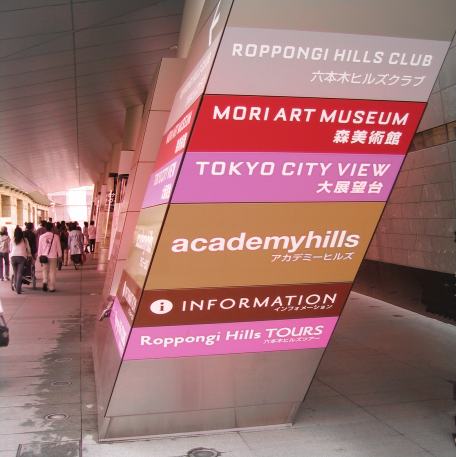 ROPPONGI HILLS CLUB
六本木ヒルズクラブ
MORI ART MUSEUM
森美術館
TOKYO CITY VIEW
大展望台
academyhills
アカデミーヒルズ
i INFORMATION
インフォメーション
Roppongi Hills TOURS
六本木ヒルズツアー